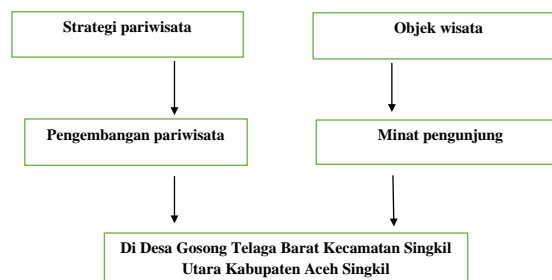 Strategi pariwisata
Objek wisata
Pengembangan pariwisata
Minat pengunjung
Di Desa Gosong Telaga Barat Kecamatan Singkil
Utara Kabupaten Aceh Singkil